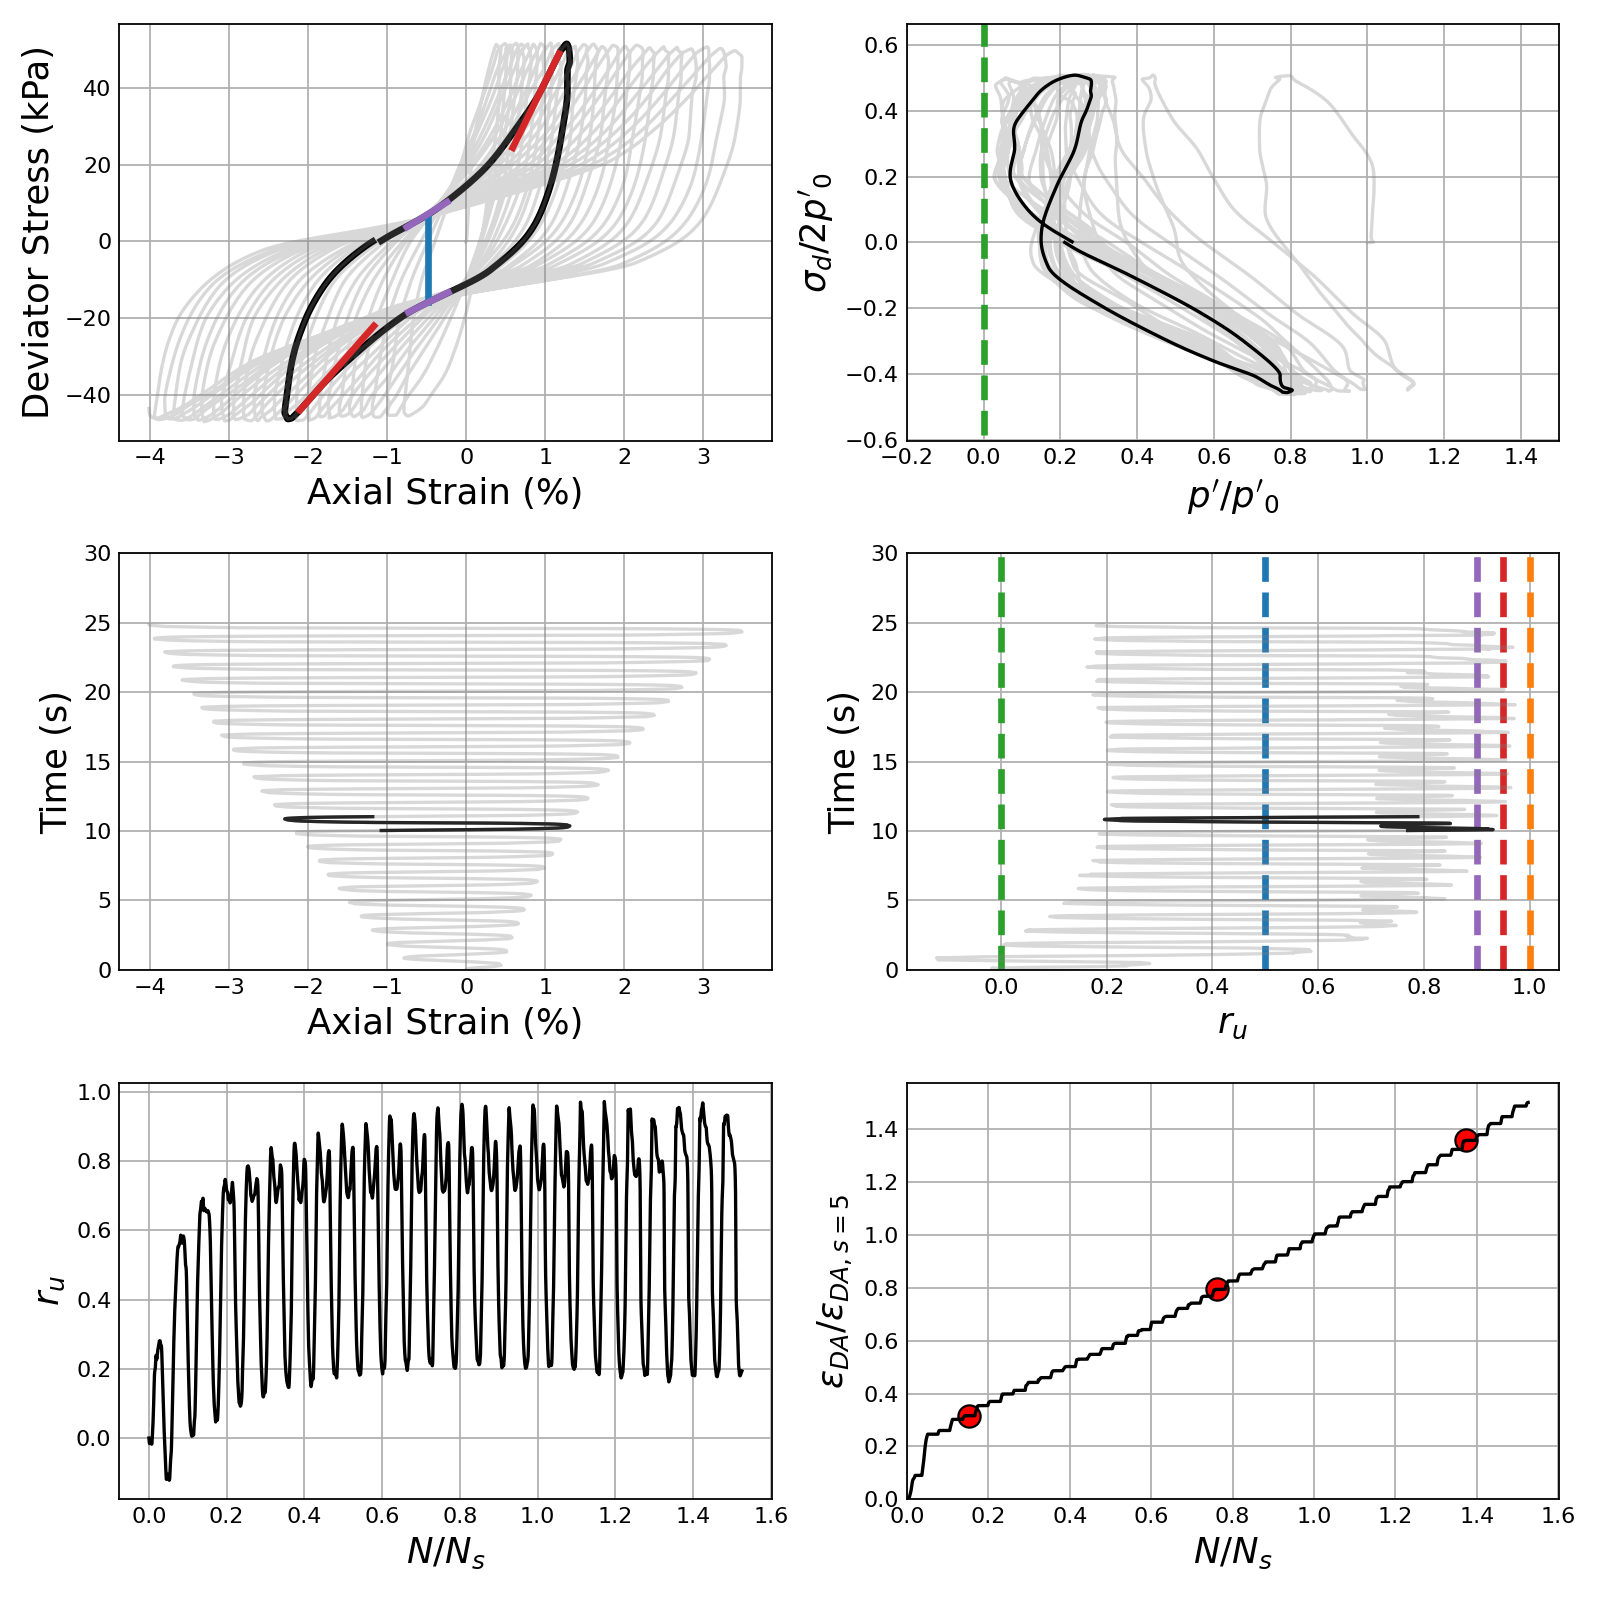 Deviator Stress (kPa)
40
20
0
−20
−40
−4 −3 −2 −1 0 1 2 3
Axial Strain (%)
σd/2p′0
0.6
0.4
0.2
0.0
−0.2
−0.4
−0.6
−0.2 0.0 0.2 0.4 0.6 0.8 1.0 1.2 1.4
p′/p′0
Time (s)
30
25
20
15
10
5
0
−4 −3 −2 −1 0 1 2 3
Axial Strain (%)
Time (s)
30
25
20
15
10
5
0
0.0 0.2 0.4 0.6 0.8 1.0
ru
ru
1.0
0.8
0.6
0.4
0.2
0.0
0.0 0.2 0.4 0.6 0.8 1.0 1.2 1.4 1.6
N/Ns
εDA/εDA, s = 5
1.4
1.2
1.0
0.8
0.6
0.4
0.2
0.0
0.0 0.2 0.4 0.6 0.8 1.0 1.2 1.4 1.6
N/Ns